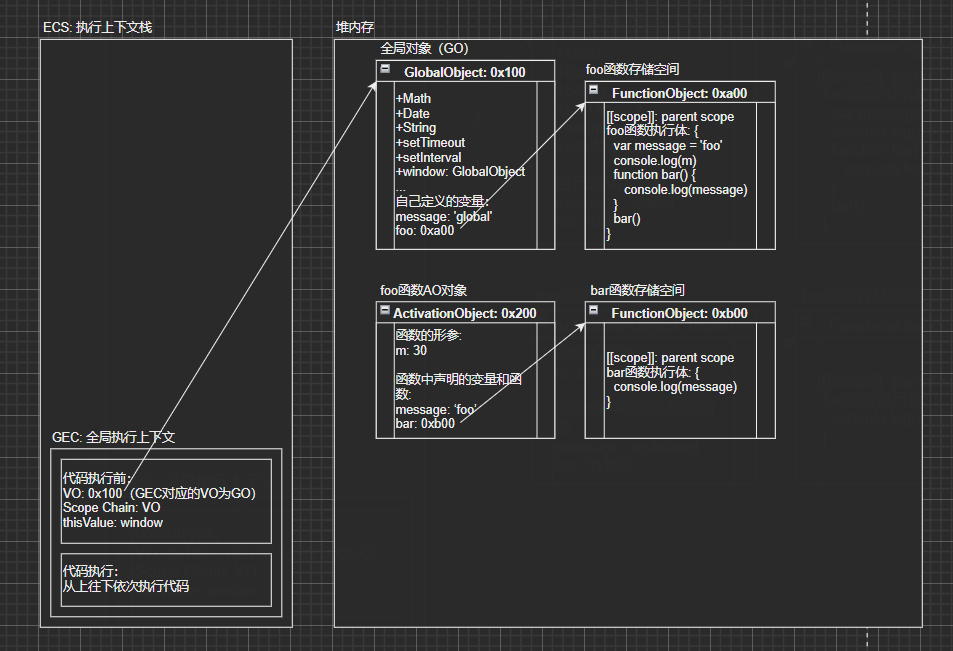 ECS: 执行上下文栈
GEC: 全局执行上下文
代码执行前:
VO: 0x100（GEC对应的VO为GO）
Scope Chain: VO
thisValue: window
代码执行：
从上往下依次执行代码
堆内存
全局对象（GO）
GlobalObject: 0x100
+Math
+Date
+String
+setTimeout
+setInterval
+window: GlobalObject
...
自己定义的变量:
message: 'global'
foo: 0xa00
foo函数存储空间
FunctionObject: 0xa00
[[scope]]: parent scope
foo函数执行体: {
var message = 'foo'
console.log(m)
function bar() {
console.log(message)
}
bar()
}
foo函数AO对象
ActivationObject: 0x200
函数的形参:
m: 30
函数中声明的变量和函
数:
message: ‘foo’
bar: 0xb00
bar函数存储空间
FunctionObject: 0xb00
[[scope]]: parent scope
bar函数执行体: {
console.log(message)
}